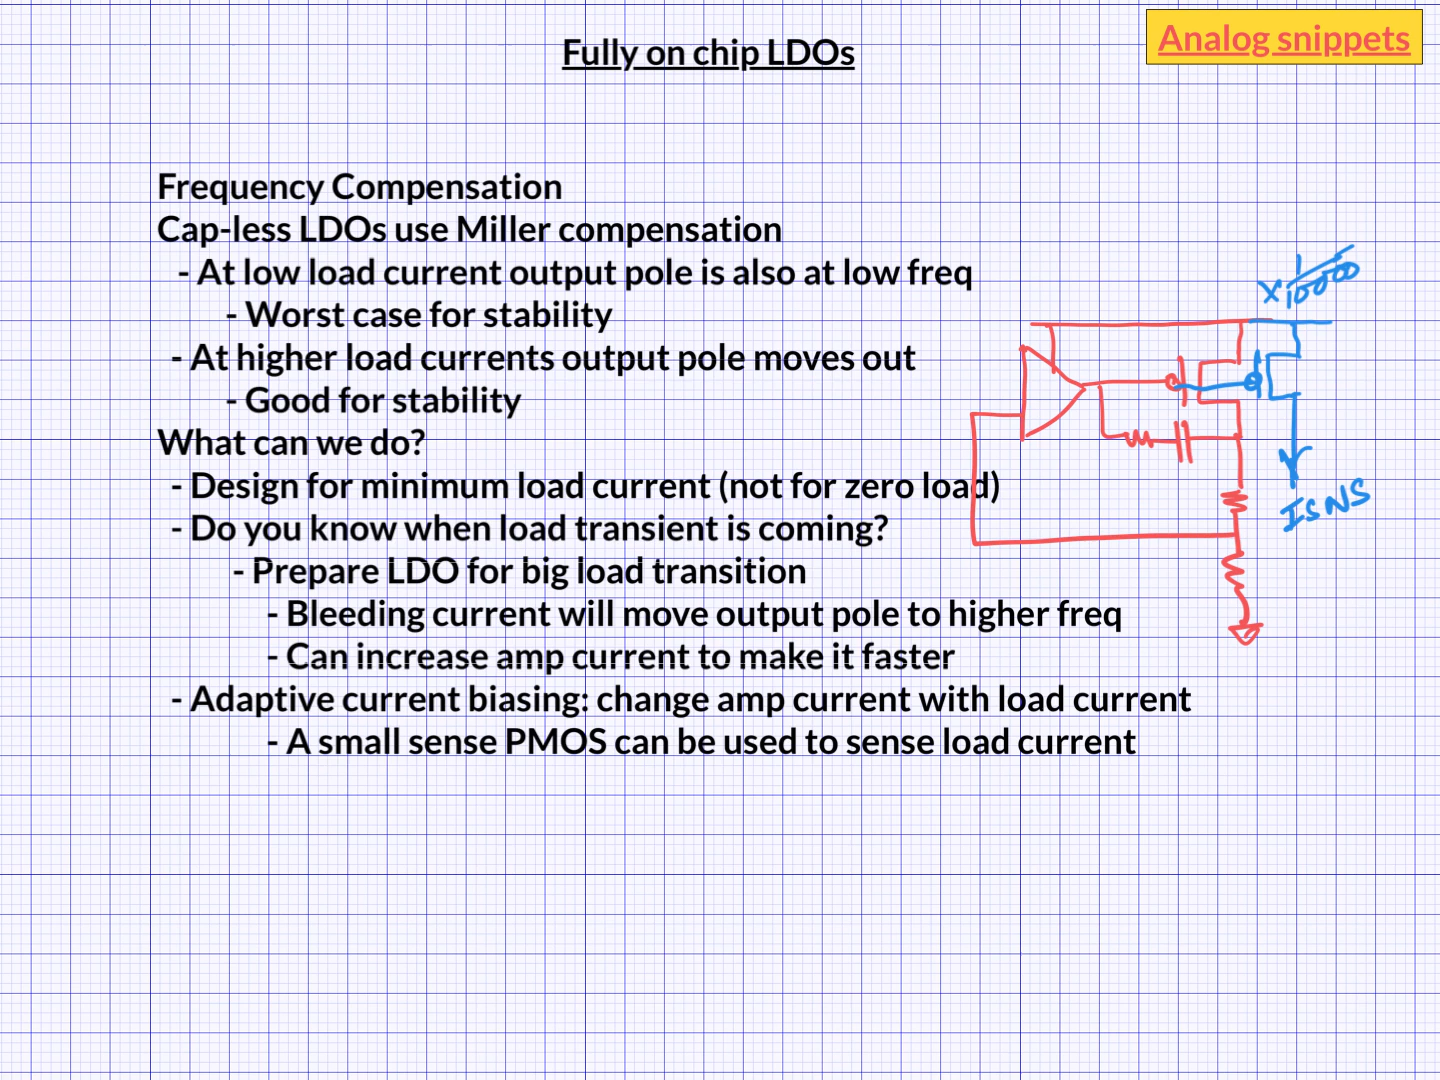 Fully on chip LDOs
Analog snippets
Frequency Compensation
Cap-less LDOs use Miller compensation
- At low load current output pole is also at low freq
- Worst case for stability
- At higher load currents output pole moves out
- Good for stability
What can we do?
- Design for minimum load current (not for zero load)
- Do you know when load transient is coming?
- Prepare LDO for big load transition
- Bleeding current will move output pole to higher freq
- Can increase amp current to make it faster
- Adaptive current biasing: change amp current with load current
- A small sense PMOS can be used to sense load current
ISNS